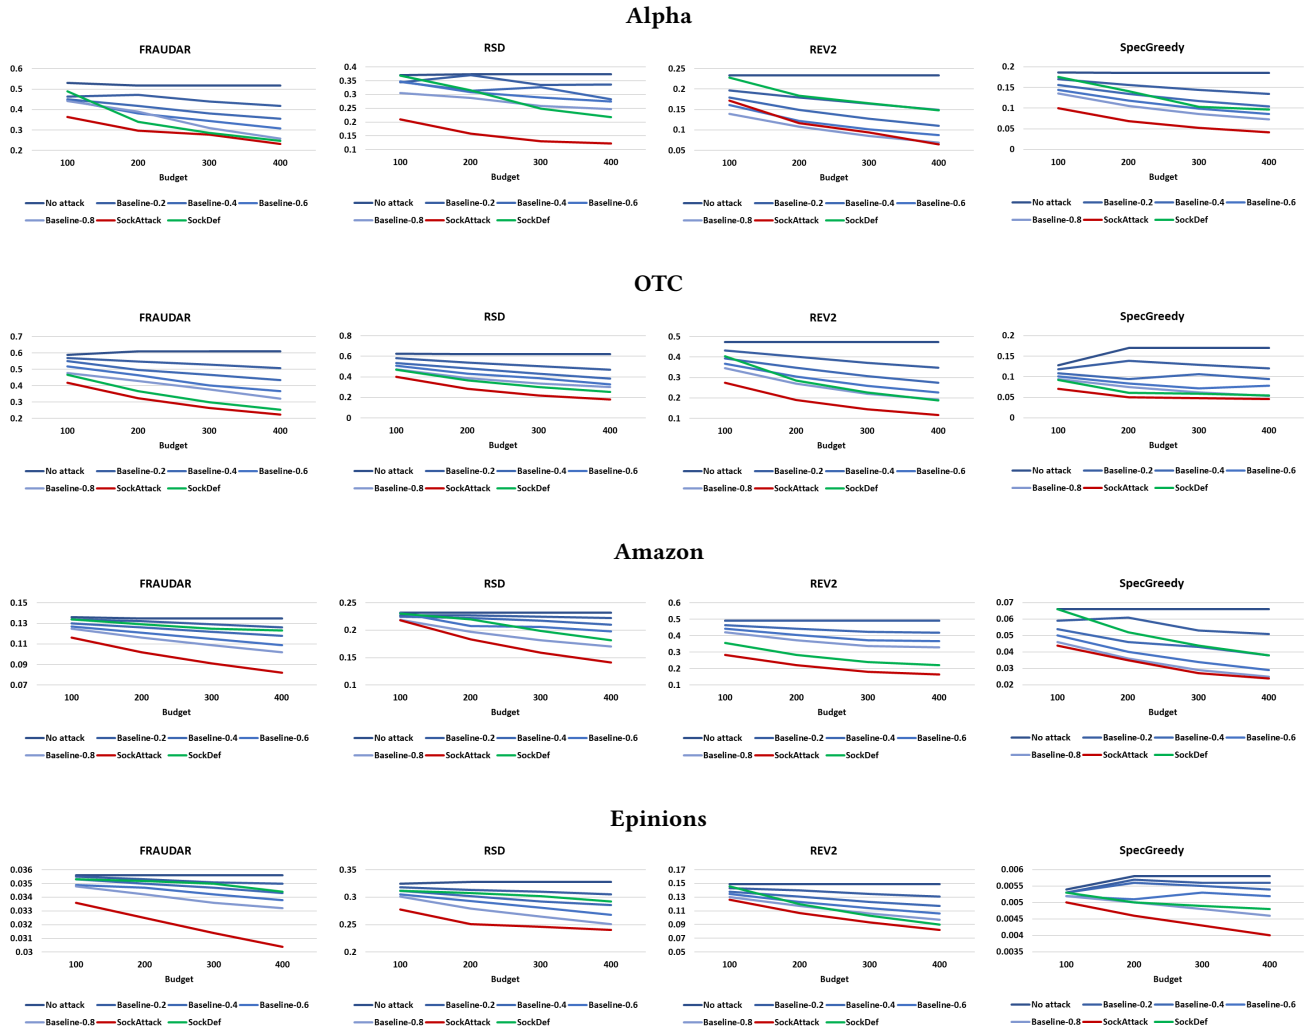 Alpha
FRAUDAR
0.6
0.5
0.4
0.3
0.2
100 200 300 400
Budget
No attack Baseline-0.2 Baseline-0.4 Baseline-0.6
Baseline-0.8 SockAttack SockDef
RSD
0.4
0.35
0.3
0.25
0.2
0.15
0.1
100 200 300 400
Budget
No attack Baseline-0.2 Baseline-0.4 Baseline-0.6
Baseline-0.8 SockAttack SockDef
REV2
0.25
0.2
0.15
0.1
0.05
100 200 300 400
Budget
No attack Baseline-0.2 Baseline-0.4 Baseline-0.6
Baseline-0.8 SockAttack SockDef
SpecGreedy
0.2
0.15
0.1
0.05
0
100 200 300 400
Budget
No attack Baseline-0.2 Baseline-0.4 Baseline-0.6
Baseline-0.8 SockAttack SockDef
OTC
FRAUDAR
0.7
0.6
0.5
0.4
0.3
0.2
100 200 300 400
Budget
No attack Baseline-0.2 Baseline-0.4 Baseline-0.6
Baseline-0.8 SockAttack SockDef
RSD
0.8
0.6
0.4
0.2
0
100 200 300 400
Budget
No attack Baseline-0.2 Baseline-0.4 Baseline-0.6
Baseline-0.8 SockAttack SockDef
REV2
0.5
0.4
0.3
0.2
0.1
100 200 300 400
Budget
No attack Baseline-0.2 Baseline-0.4 Baseline-0.6
Baseline-0.8 SockAttack SockDef
SpecGreedy
0.2
0.15
0.1
0.05
0
100 200 300 400
Budget
No attack Baseline-0.2 Baseline-0.4 Baseline-0.6
Baseline-0.8 SockAttack SockDef
Amazon
FRAUDAR
0.15
0.13
0.11
0.09
0.07
100 200 300 400
Budget
No attack Baseline-0.2 Baseline-0.4 Baseline-0.6
Baseline-0.8 SockAttack SockDef
RSD
0.25
0.2
0.15
0.1
100 200 300 400
Budget
No attack Baseline-0.2 Baseline-0.4 Baseline-0.6
Baseline-0.8 SockAttack SockDef
REV2
0.6
0.5
0.4
0.3
0.2
0.1
100 200 300 400
Budget
No attack Baseline-0.2 Baseline-0.4 Baseline-0.6
Baseline-0.8 SockAttack SockDef
SpecGreedy
0.07
0.06
0.05
0.04
0.03
0.02
100 200 300 400
Budget
No attack Baseline-0.2 Baseline-0.4 Baseline-0.6
Baseline-0.8 SockAttack SockDef
Epinions
FRAUDAR
0.036
0.035
0.034
0.033
0.032
0.031
0.03
100 200 300 400
Budget
No attack Baseline-0.2 Baseline-0.4 Baseline-0.6
Baseline-0.8 SockAttack SockDef
RSD
0.35
0.3
0.25
0.2
100 200 300 400
Budget
No attack Baseline-0.2 Baseline-0.4 Baseline-0.6
Baseline-0.8 SockAttack SockDef
REV2
0.17
0.15
0.13
0.11
0.09
0.07
0.05
100 200 300 400
Budget
No attack Baseline-0.2 Baseline-0.4 Baseline-0.6
Baseline-0.8 SockAttack SockDef
SpecGreedy
0.006
0.0055
0.005
0.0045
0.004
0.0035
100 200 300 400
Budget
No attack Baseline-0.2 Baseline-0.4 Baseline-0.6
Baseline-0.8 SockAttack SockDef